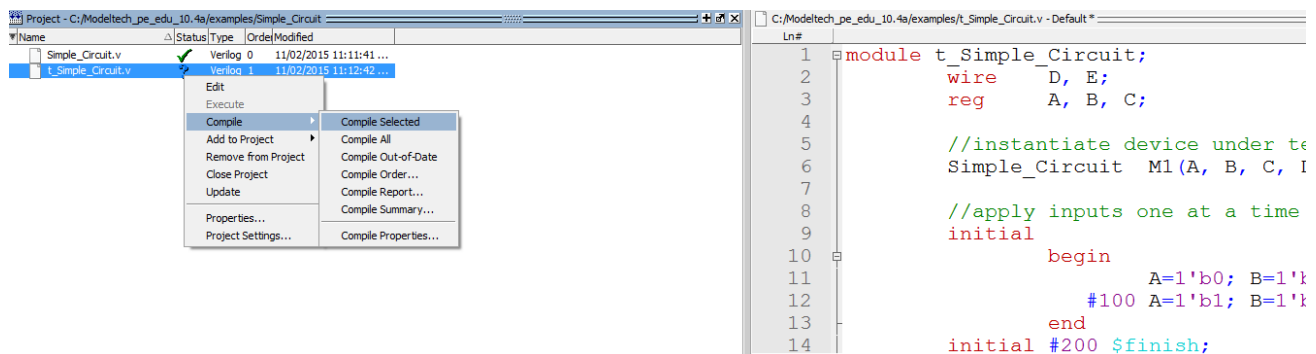 Project - C:/Modeltech_pe_edu_10.4a/examples/Simple_Circuit
Name Status Type Order Modified
Simple_Circuit.v Verilog 0 11/02/2015 11:11:41 ...
t_Simple_Circuit.v Verilog 1 11/02/2015 11:12:42 ...
Edit
Execute
Compile
Add to Project
Remove from Project
Close Project
Update
Properties...
Project Settings...
Compile Selected
Compile All
Compile Out-of-Date
Compile Order...
Compile Report...
Compile Summary...
Compile Properties...
C:/Modeltech_pe_edu_10.4a/examples/t_Simple_Circuit.v - Default *
Ln#
1 module t_Simple_Circuit;
2 wire D, E;
3 reg A, B, C;
4
5 //instantiate device under te
6 Simple_Circuit M1(A, B, C,
7
8 //apply inputs one at a time
9 initial
10 begin
11 A=1'b0; B=1'b
12 #100 A=1'b1; B=1'b
13 end
14 initial #200 $finish;